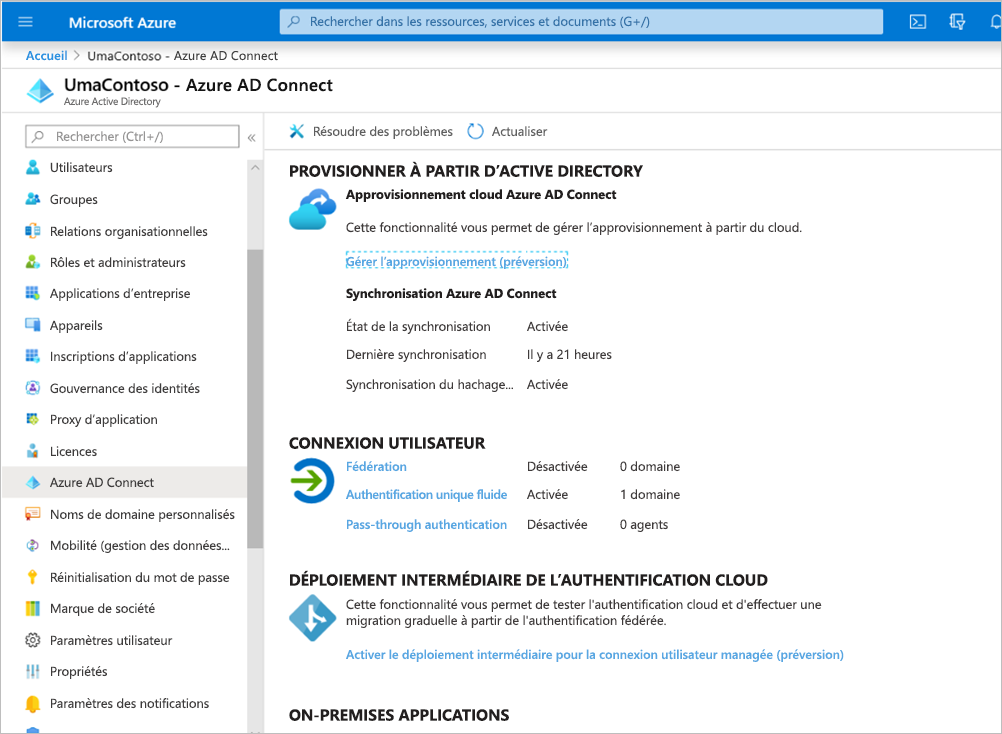 Microsoft Azure
Rechercher dans les ressources, services et documents (G+/)
Accueil > UmaContoso - Azure AD Connect
UmaContoso - Azure AD Connect
Azure Active Directory
Rechercher (Ctrl+/)
«
Utilisateurs
Groupes
Relations organisationnelles
Rôles et administrateurs
Applications d’entreprise
Appareils
Inscriptions d’applications
Gouvernance des identités
Proxy d’application
Licences
Azure AD Connect
Noms de domaine personnalisés
Mobilité (gestion des données...
Réinitialisation du mot de passe
Marque de société
Paramètres utilisateur
Propriétés
Paramètres des notifications
Résoudre des problèmes
Actualiser
PROVISIONNER À PARTIR D’ACTIVE DIRECTORY
Approvisionnement cloud Azure AD Connect
Cette fonctionnalité vous permet de gérer l’approvisionnement à partir du cloud.
Gérer l’approvisionnement (préversion)
Synchronisation Azure AD Connect
État de la synchronisation Activée
Dernière synchronisation Il y a 21 heures
Synchronisation du hachage... Activée
CONNEXION UTILISATEUR
Fédération Désactivée 0 domaine
Authentification unique fluide Activée 1 domaine
Pass-through authentication Désactivée 0 agents
DÉPLOIEMENT INTERMÉDIAIRE DE L’AUTHENTIFICATION CLOUD
Cette fonctionnalité vous permet de tester l'authentification cloud et d'effectuer une
migration graduelle à partir de l'authentification fédérée.
Activer le déploiement intermédiaire pour la connexion utilisateur managée (préversion)
ON-PREMISES APPLICATIONS